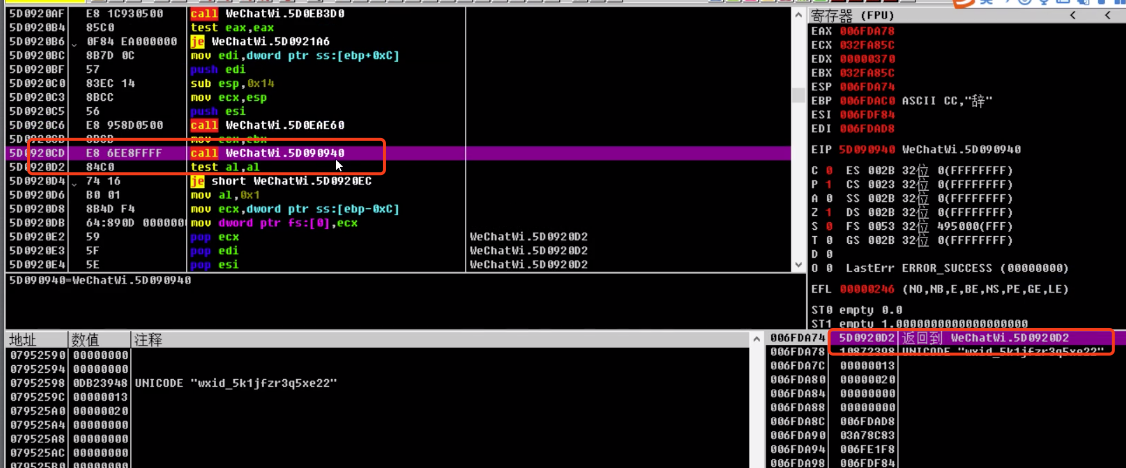 5D0920AF E8 1C930500 call WeChatWi.5D0EB3D0
5D0920B4 85C0 test eax,eax
5D0920B6 0F84 EA000000 je WeChatWi.5D0921A6
5D0920BC 8B7D 0C mov edi,dword ptr ss:[ebp+0xC]
5D0920BF 57 push edi
5D0920C0 83EC 14 sub esp,0x14
5D0920C3 8BCC mov ecx,esp
5D0920C5 56 push esi
5D0920C6 E8 958D0500 call WeChatWi.5D0EAE60
mov ecx,ebx
5D0920CD E8 6EE8FFFF call WeChatWi.5D090940
5D0920D2 84C0 test al,al
5D0920D4 74 16 je short WeChatWi.5D0920EC
5D0920D6 B0 01 mov al,0x1
5D0920D8 8B4D F4 mov ecx,dword ptr ss:[ebp-0xC]
5D0920DB 64:890D 000000 mov dword ptr fs:[0],ecx
5D0920E2 59 pop ecx WeChatWi.5D0920D2
5D0920E3 5F pop edi WeChatWi.5D0920D2
5D0920E4 5E pop esi WeChatWi.5D0920D2
5D090940=WeChatWi.5D090940
寄存器 (FPU) < <
EAX 006FDA78
ECX 032FA85C
EDX 00000370
EBX 032FA85C
ESP 006FDA74
EBP 006FDAC0 ASCII CC,"辞"
ESI 006FDF84
EDI 006FDAD8
EIP 5D090940 WeChatWi.5D090940
C 0 ES 002B 32位 0(FFFFFFFF)
P 1 CS 0023 32位 0(FFFFFFFF)
A 0 SS 002B 32位 0(FFFFFFFF)
Z 1 DS 002B 32位 0(FFFFFFFF)
S 0 FS 0053 32位 495000(FFF)
T 0 GS 002B 32位 0(FFFFFFFF)
D 0
O 0 LastErr ERROR_SUCCESS (00000000)
EFL 00000246 (NO,NB,E,BE,NS,PE,GE,LE)
ST0 empty 0.0
ST1 empty 1.0000000000000000000
地址 数值 注释
07952590 00000000
07952594 00000000
07952598 0DB23948 UNICODE "wxid_5k1jfzr3q5xe22"
0795259C 00000013
079525A0 00000020
079525A4 00000000
079525A8 00000000
079525AC 00000000
079525B0 00000000
006FDA74 5D0920D2 返回到 WeChatWi.5D0920D2
006FDA78 10872398 UNICODE "wxid_5k1jfzr3q5xe22"
006FDA7C 00000013
006FDA80 00000020
006FDA84 00000000
006FDA88 00000000
006FDA8C 006FDAD8
006FDA90 03A78C83
006FDA94 006FE1F8
006FDA98 006FDF84